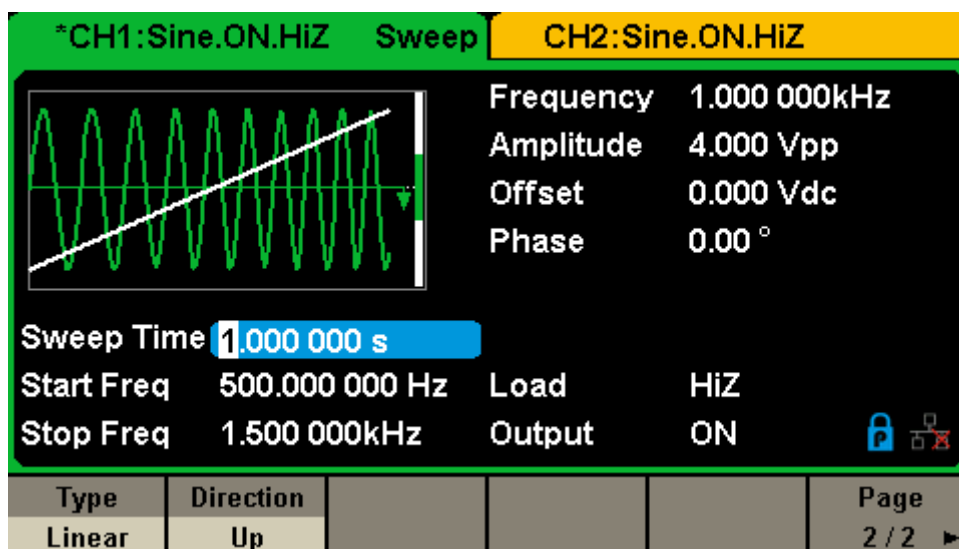 *CH1:Sine.ON.HiZ Sweep CH2:Sine.ON.HiZ
Frequency 1.000 000kHz
Amplitude 4.000 Vpp
Offset 0.000 Vdc
Phase 0.00 °
Sweep Time 1.000 000 s
Start Freq 500.000 000 Hz Load HiZ
Stop Freq 1.500 000kHz Output ON P
Type Direction Page
Linear Up 2 / 2 ►